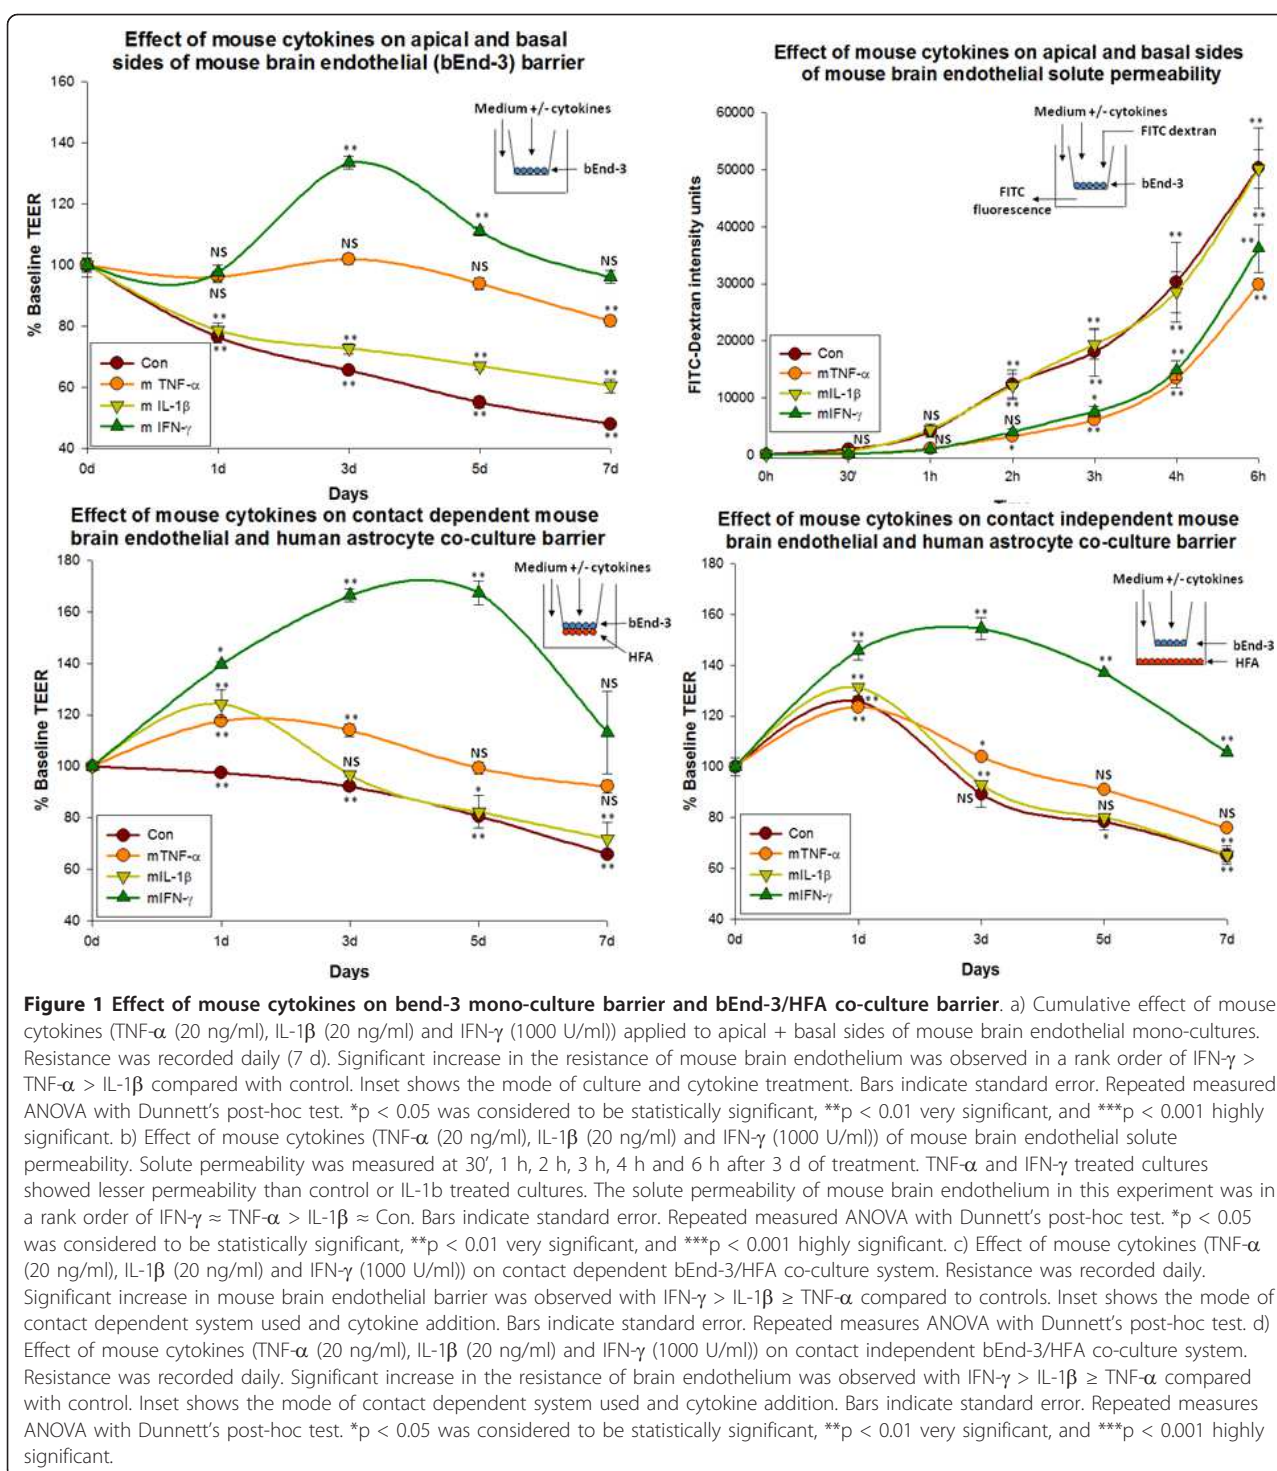 Effect of mouse cytokines on apical and basal
sides of mouse brain endothelial (bEnd-3) barrier
160
140
120
100
80
60
40
% Baseline TEER
Medium +/- cytokines
bEnd-3
**
**
NS
NS
NS
NS
NS
**
**
**
**
**
**
**
**
**
Con
m TNF-α
m IL-1β
m IFN-γ
0d 1d 3d 5d 7d
Days
Effect of mouse cytokines on apical and basal sides
of mouse brain endothelial solute permeability
60000
50000
40000
30000
20000
10000
0
FITC-Dextran intensity units
Medium +/- cytokines
FITC dextran
bEnd-3
FITC
fluorescence
**
**
**
**
**
**
**
**
**
**
**
**
*
**
**
*
NS
NS
NS
Con
mTNF-α
mIL-1β
mIFN-γ
0h 30' 1h 2h 3h 4h 6h
Effect of mouse cytokines on contact dependent mouse
brain endothelial and human astrocyte co-culture barrier
180
160
140
120
100
80
60
40
% Baseline TEER
Medium +/- cytokines
bEnd-3
HFA
**
**
*
**
**
**
NS
NS
NS
**
**
*
**
NS
**
**
Con
mTNF-α
mIL-1β
mIFN-γ
0d 1d 3d 5d 7d
Days
Effect of mouse cytokines on contact independent mouse
brain endothelial and human astrocyte co-culture barrier
180
160
140
120
100
80
60
40
% Baseline TEER
Medium +/- cytokines
bEnd-3
HFA
**
**
**
**
**
**
**
*
**
NS
NS
NS
*
NS
**
**
Con
mTNF-α
mIL-1β
mIFN-γ
0d 1d 3d 5d 7d
Days
Figure 1 Effect of mouse cytokines on bend-3 mono-culture barrier and bEnd-3/HFA co-culture barrier. a) Cumulative effect of mouse
cytokines (TNF-α (20 ng/ml), IL-1β (20 ng/ml) and IFN-γ (1000 U/ml)) applied to apical + basal sides of mouse brain endothelial mono-cultures.
Resistance was recorded daily (7 d). Significant increase in the resistance of mouse brain endothelium was observed in a rank order of IFN-γ >
TNF-α > IL-1β compared with control. Inset shows the mode of culture and cytokine treatment. Bars indicate standard error. Repeated measured
ANOVA with Dunnett's post-hoc test. *p < 0.05 was considered to be statistically significant, **p < 0.01 very significant, and ***p < 0.001 highly
significant. b) Effect of mouse cytokines (TNF-α (20 ng/ml), IL-1β (20 ng/ml) and IFN-γ (1000 U/ml)) of mouse brain endothelial solute
permeability. Solute permeability was measured at 30', 1 h, 2 h, 3 h, 4 h and 6 h after 3 d of treatment. TNF-α and IFN-γ treated cultures
showed lesser permeability than control or IL-1b treated cultures. The solute permeability of mouse brain endothelium in this experiment was in
a rank order of IFN-γ ≈ TNF-α > IL-1β ≈ Con. Bars indicate standard error. Repeated measured ANOVA with Dunnett's post-hoc test. *p < 0.05
was considered to be statistically significant, **p < 0.01 very significant, and ***p < 0.001 highly significant. c) Effect of mouse cytokines (TNF-α
(20 ng/ml), IL-1β (20 ng/ml) and IFN-γ (1000 U/ml)) on contact dependent bEnd-3/HFA co-culture system. Resistance was recorded daily.
Significant increase in mouse brain endothelial barrier was observed with IFN-γ > IL-1β ≥ TNF-α compared to controls. Inset shows the mode of
contact dependent system used and cytokine addition. Bars indicate standard error. Repeated measures ANOVA with Dunnett's post-hoc test. d)
Effect of mouse cytokines (TNF-α (20 ng/ml), IL-1β (20 ng/ml) and IFN-γ (1000 U/ml)) on contact independent bEnd-3/HFA co-culture system.
Resistance was recorded daily. Significant increase in the resistance of brain endothelium was observed with IFN-γ > IL-1β ≥ TNF-α compared
with control. Inset shows the mode of contact dependent system used and cytokine addition. Bars indicate standard error. Repeated measures
ANOVA with Dunnett's post-hoc test. *p < 0.05 was considered to be statistically significant, **p < 0.01 very significant, and ***p < 0.001 highly
significant.